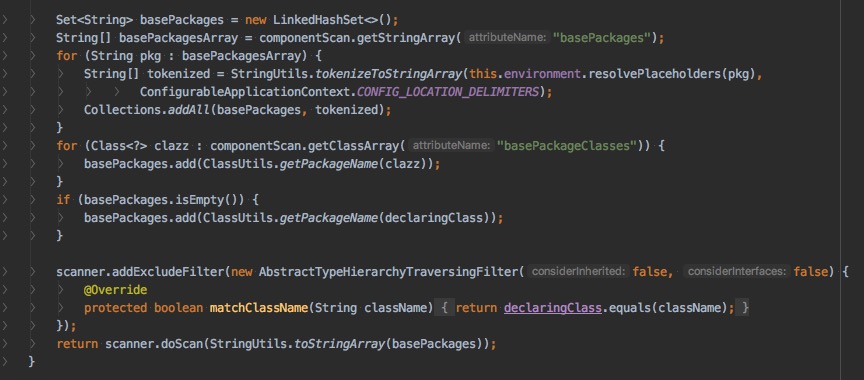 Set<String> basePackages = new LinkedHashSet<>();
String[] basePackagesArray = componentScan.getStringArray( attributeName: "basePackages");
for (String pkg : basePackagesArray) {
String[] tokenized = StringUtils.tokenizeToStringArray(this.environment.resolvePlaceholders(pkg),
ConfigurableApplicationContext.CONFIG_LOCATION_DELIMITERS);
Collections.addAll(basePackages, tokenized);
}
for (Class<?> clazz : componentScan.getClassArray( attributeName: "basePackageClasses")) {
basePackages.add(ClassUtils.getPackageName(clazz));
}
if (basePackages.isEmpty()) {
basePackages.add(ClassUtils.getPackageName(declaringClass));
}
scanner.addExcludeFilter(new AbstractTypeHierarchyTraversingFilter( considerInherited: false, considerInterfaces: false) {
@Override
protected boolean matchClassName(String className) { return declaringClass.equals(className); }
});
return scanner.doScan(StringUtils.toStringArray(basePackages));
}